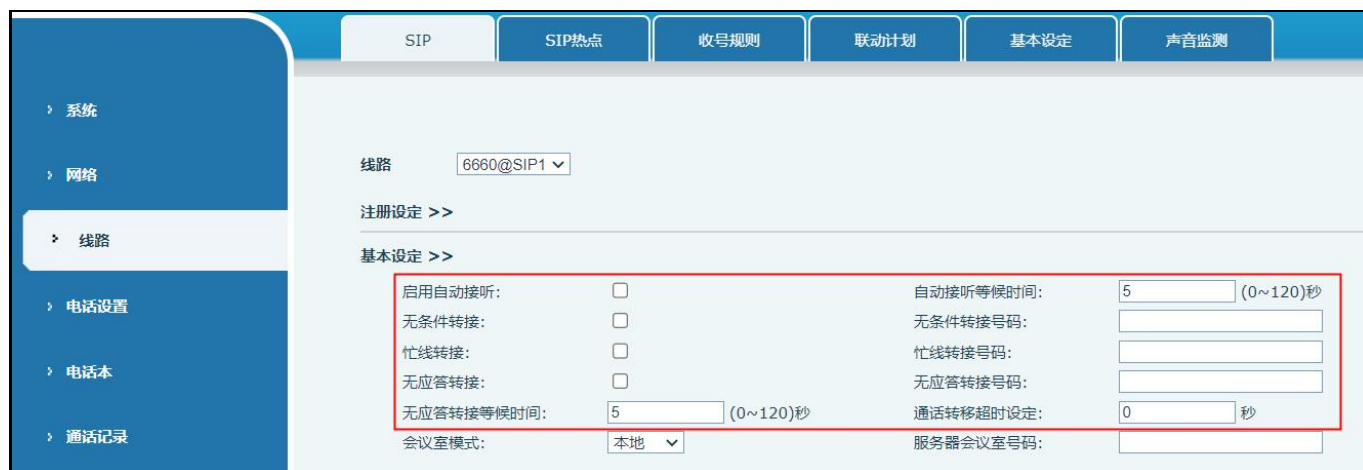 SIP SIP热点 收号规则 联动计划 基本设定 声音监测
系统
网络
线路
电话设置
电话本
通话记录
线路 6660@SIP1
注册设定 >>
基本设定 >>
启用自动接听: 自动接听等候时间: 5 (0~120)秒
无条件转接: 无条件转接号码:
忙线转接: 忙线转接号码:
无应答转接: 无应答转接号码:
无应答转接等候时间: 5 (0~120)秒 通话转移超时设定: 0 秒
会议室模式: 本地 服务器会议室号码: